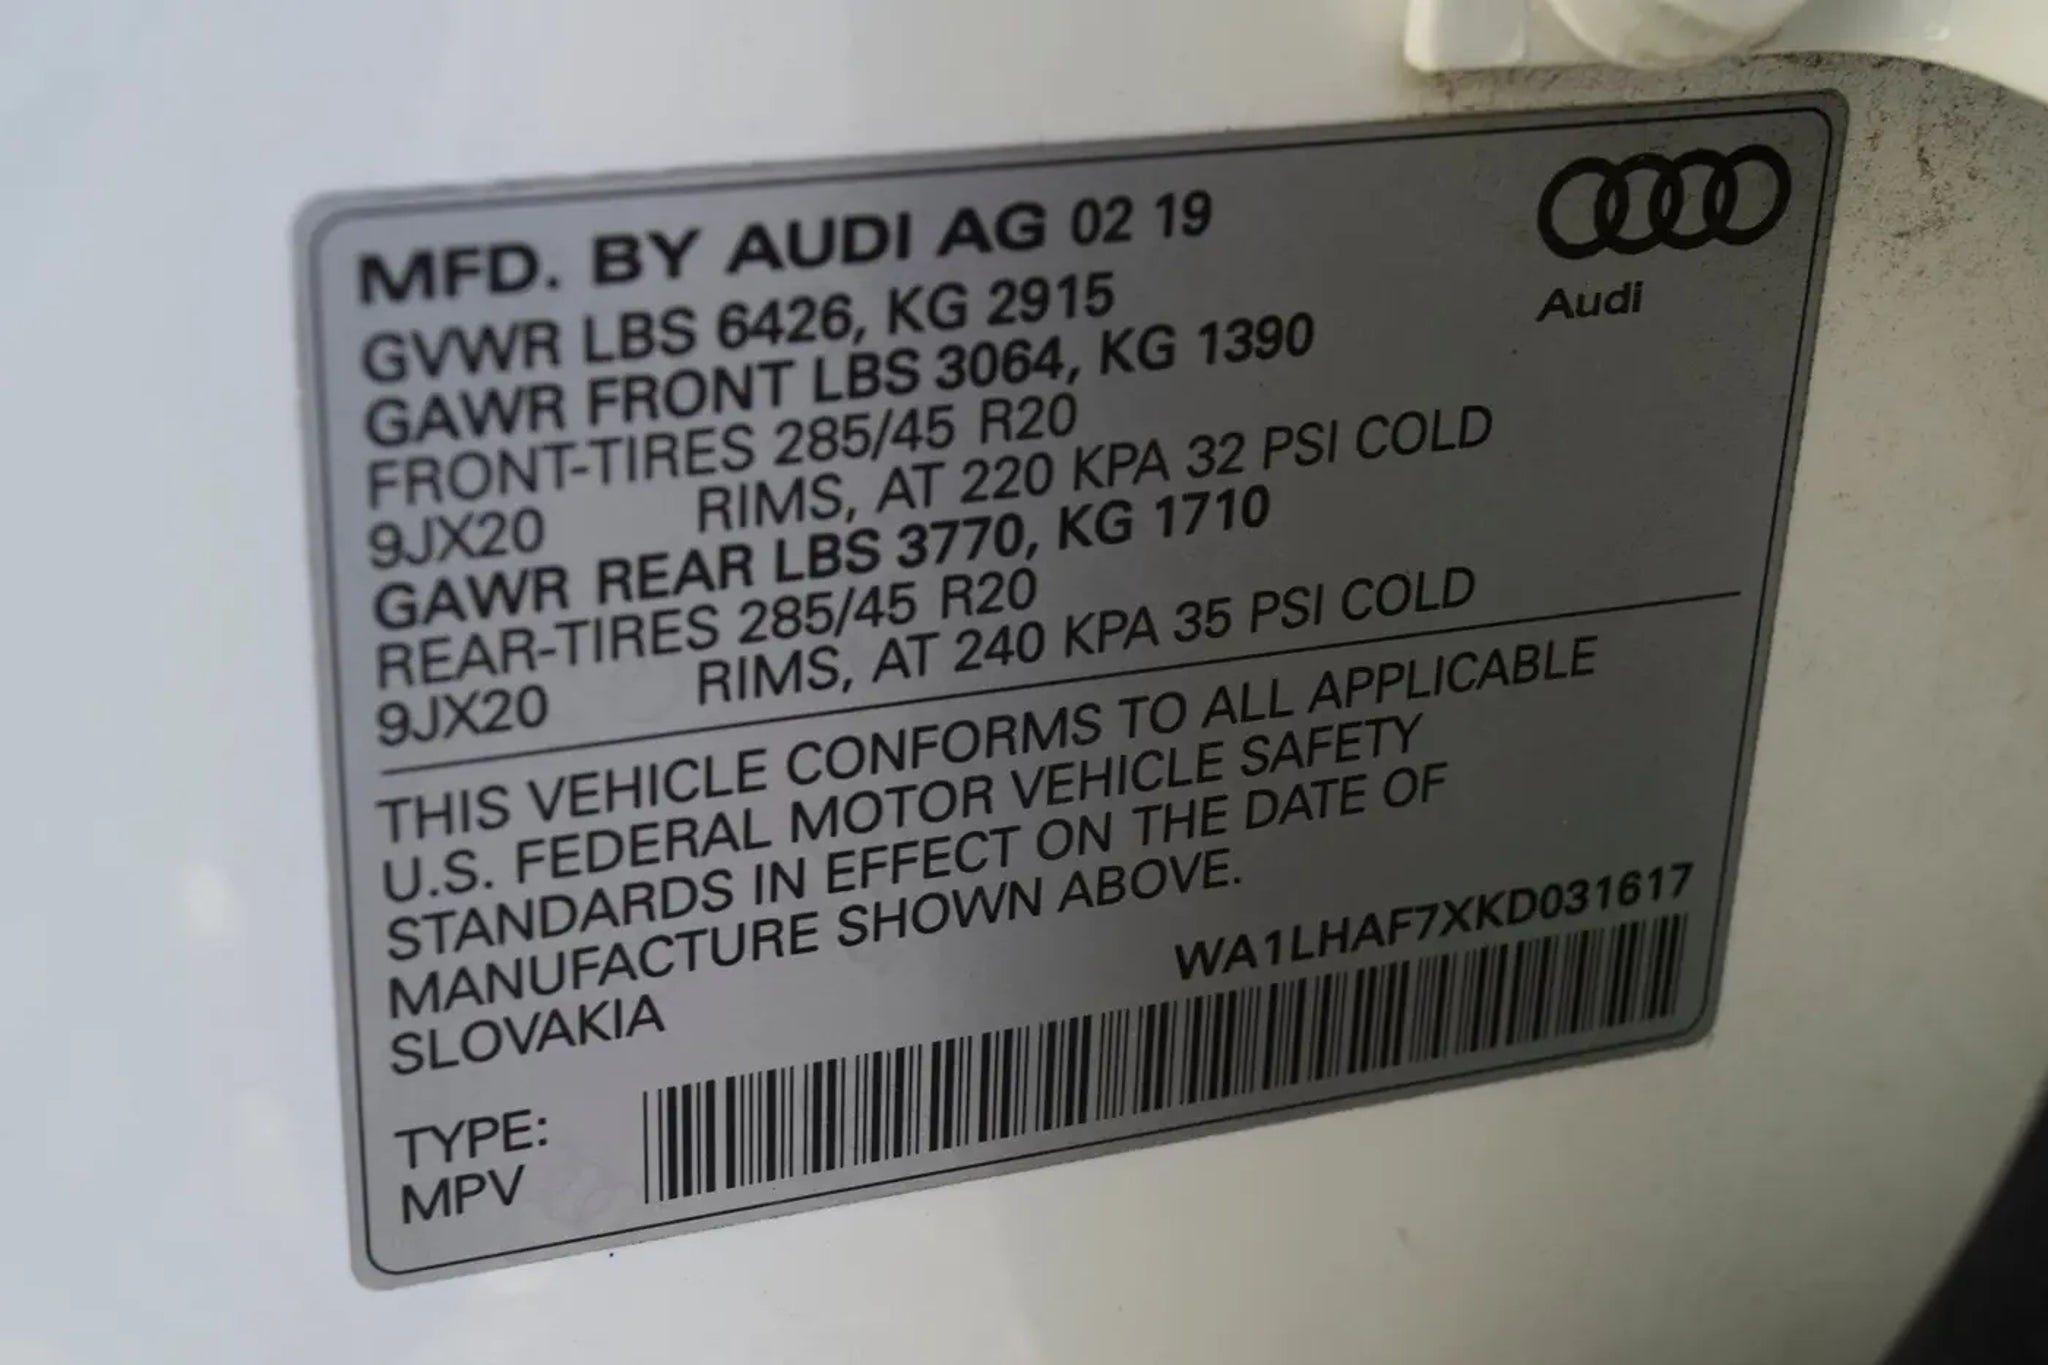 MFD. BY AUDI AG 02 19
Audi
GVWR LBS 6426, KG 2915
GAWR FRONT LBS 3064, KG 1390
FRONT-TIRES 285/45 R20
9JX20 RIMS, AT 220 KPA 32 PSI COLD
GAWR REAR LBS 3770, KG 1710
REAR-TIRES 285/45 R20
9JX20 RIMS, AT 240 KPA 35 PSI COLD
THIS VEHICLE CONFORMS TO ALL APPLICABLE
U.S. FEDERAL MOTOR VEHICLE SAFETY
STANDARDS IN EFFECT ON THE DATE OF
MANUFACTURE SHOWN ABOVE.
SLOVAKIA
WA1LHAF7XKD031617
TYPE:
MPV